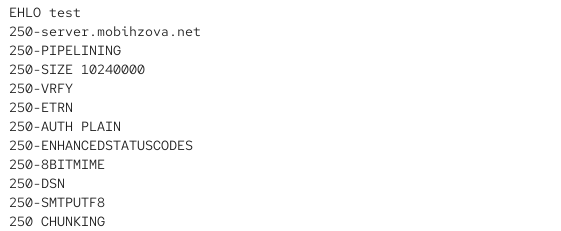 EHLO test
250-server.mobihzova.net
250-PIPELINING
250-SIZE 10240000
250-VRFY
250-ETRN
250-AUTH PLAIN
250-ENHANCEDSTATUSCODES
250-8BITMIME
250-DSN
250-SMTPUTF8
250 CHUNKING